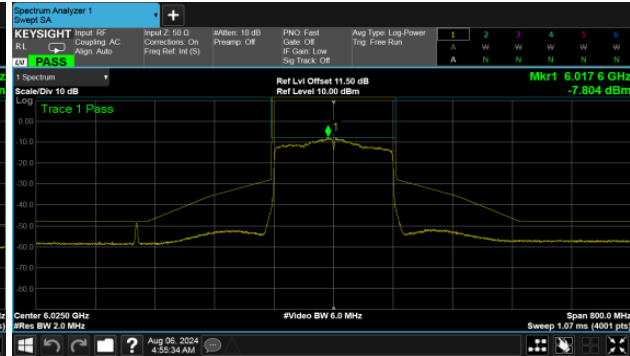 Spectrum Analyzer 1
Swept SA
+
KEYSIGHT Input: RF Input Z: 50 Ω #Atten: 10 dB PNO: Fast Avg Type: Log-Power 1 2 3 4 5 6
RL Coupling: AC Corrections: On Preamp: Off Gate: Off Trig: Free Run A W W W W W
Align: Auto Freq Ref: Int (S) IF Gain: Low A N N N N N
LXI PASS Sig Track: Off
1 Spectrum Ref Lvl Offset 11.50 dB Mkr1 6.017 6 GHz
Scale/Div 10 dB Ref Level 10.00 dBm -7.804 dBm
Log
Trace 1 Pass
0.00
1
-10.0
-20.0
-30.0
-40.0
-50.0
-60.0
-70.0
-80.0
Center 6.0250 GHz #Video BW 6.0 MHz Span 800.0 MHz
#Res BW 2.0 MHz Sweep 1.07 ms (4001 pts)
? Aug 06, 2024
4:55:34 AM